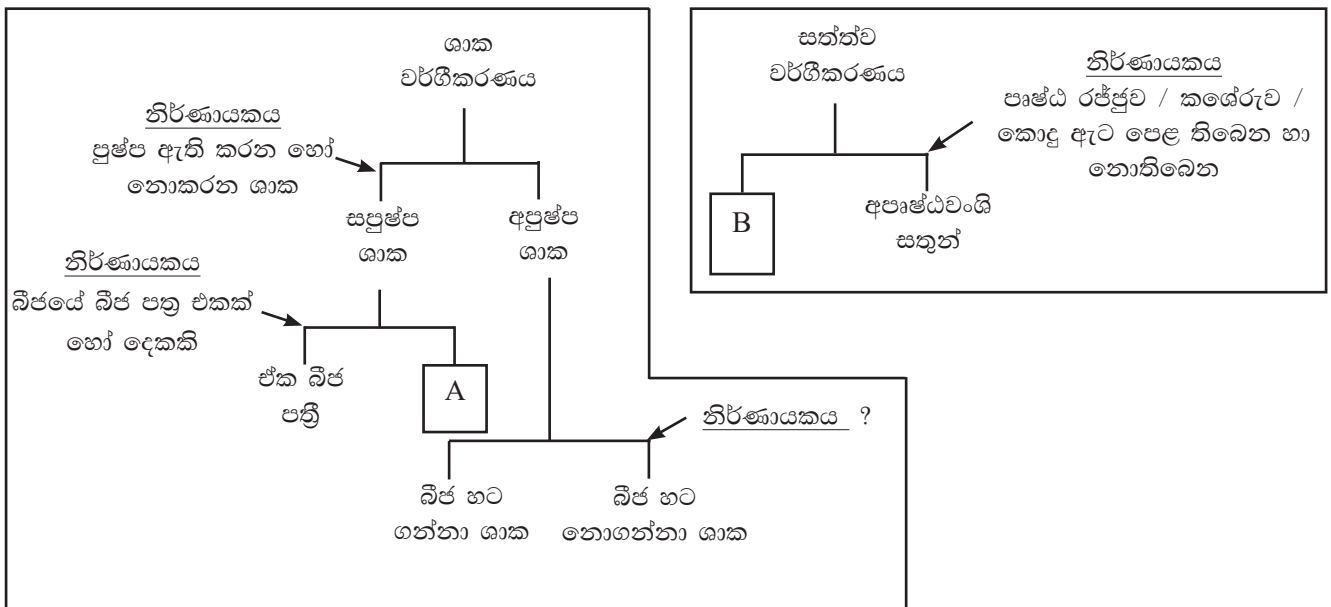 ශාක
වර්ගීකරණය
නිර්ණායකය
පුෂ්ප ඇති කරන හෝ
නොකරන ශාක
සපුෂ්ප
ශාක
අපුෂ්ප
ශාක
නිර්ණායකය
බීජයේ බීජ පත්‍ර එකක්
හෝ දෙකකි
ඒක බීජ
පත්‍රී
A
නිර්ණායකය ?
බීජ හට
ගන්නා ශාක
බීජ හට
නොගන්නා ශාක
සත්ත්ව
වර්ගීකරණය
නිර්ණායකය
පෘෂ්ඨ රජ්ජුව / කශේරුව /
කොදු ඇට පෙළ තිබෙන හා
නොතිබෙන
B
අපෘෂ්ඨවංශි
සතුන්